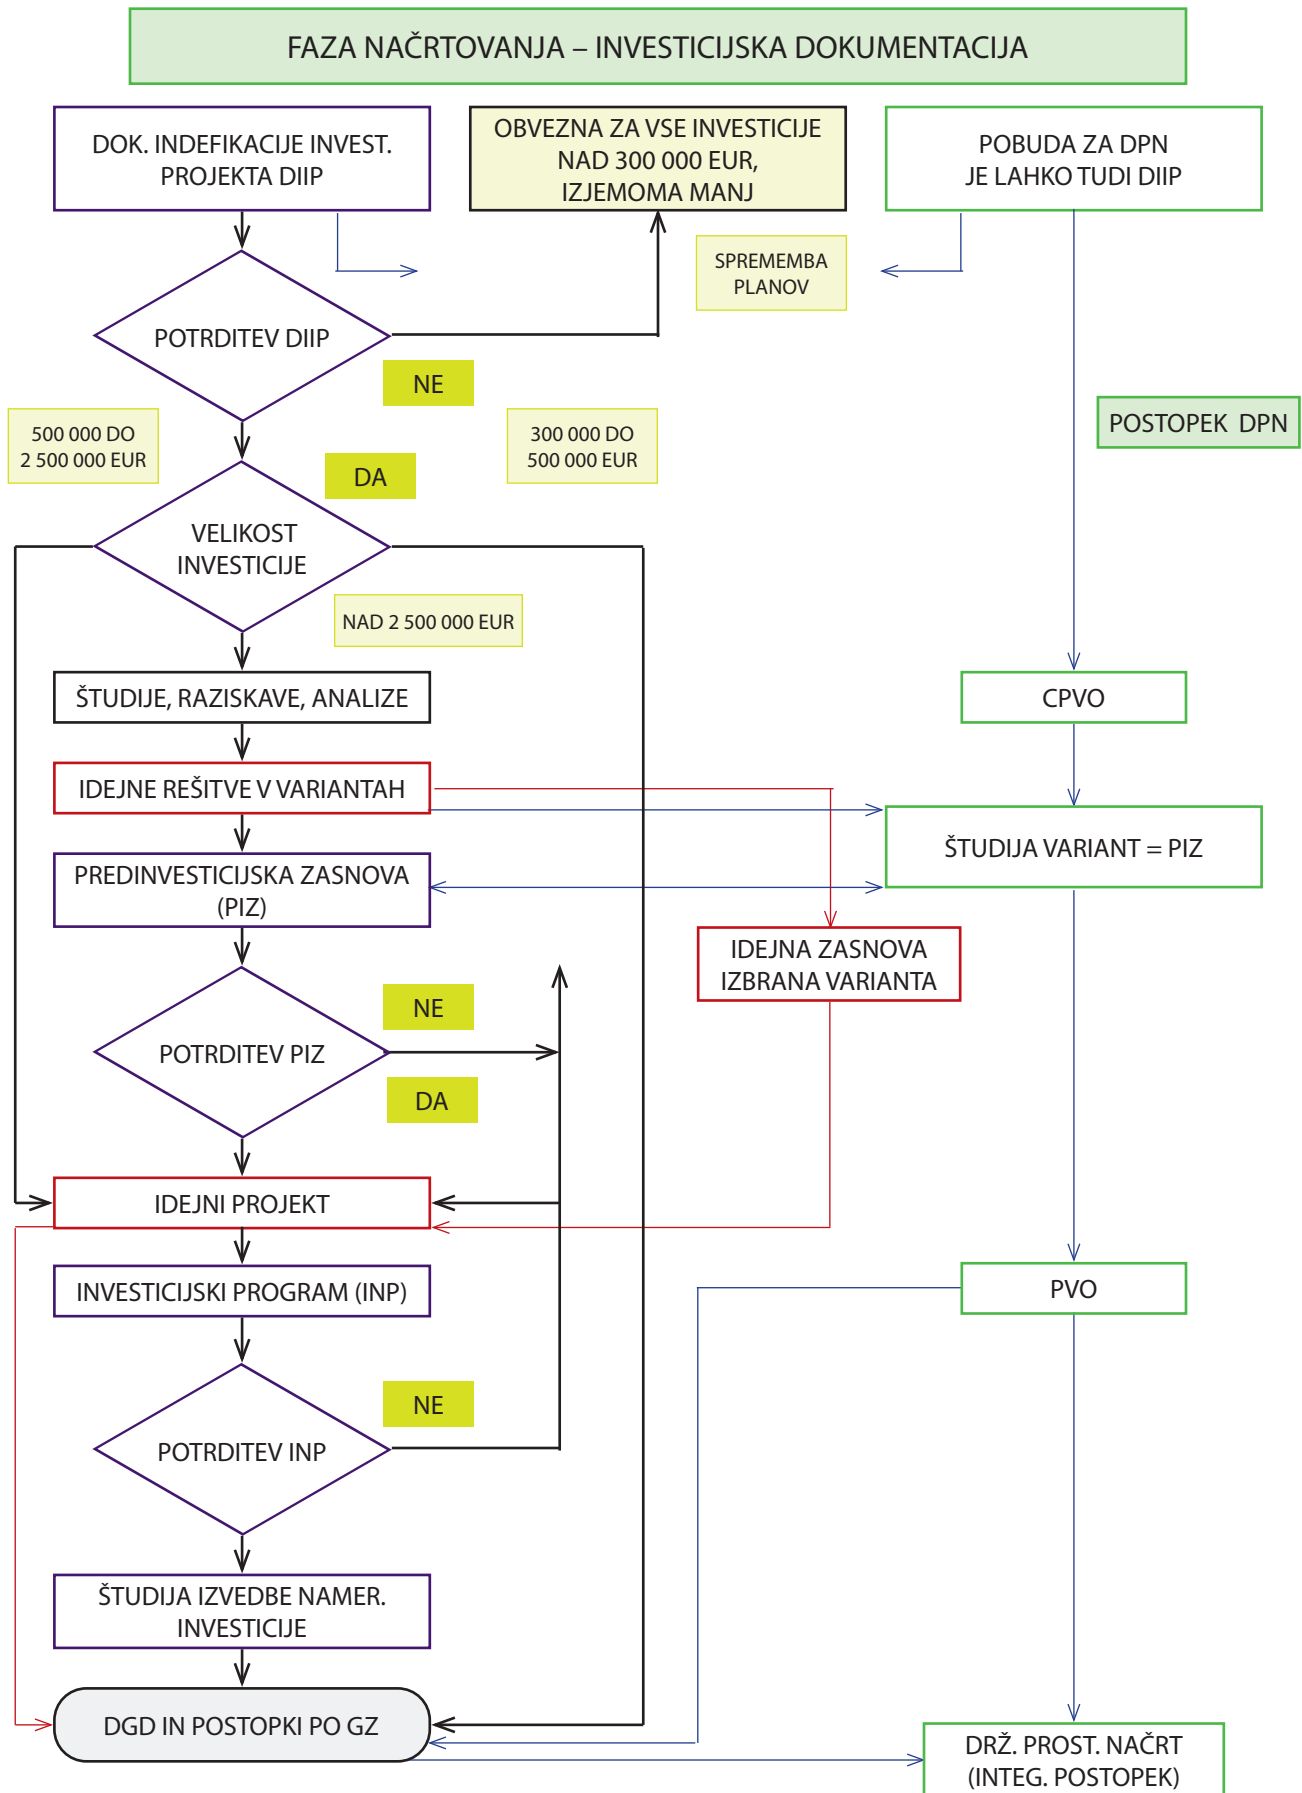 FAZA NAČRTOVANJA – INVESTICIJSKA DOKUMENTACIJA
DOK. INDEFIKACIJE INVEST.
PROJEKTA DIIP
OBVEZNA ZA VSE INVESTICIJE
NAD 300 000 EUR,
IZJEMOMA MANJ
POBUDA ZA DPN
JE LAHKO TUDI DIIP
SPREMEMBA
PLANOV
POTRDITEV DIIP
NE
500 000 DO
2 500 000 EUR
DA
300 000 DO
500 000 EUR
POSTOPEK DPN
VELIKOST
INVESTICIJE
NAD 2 500 000 EUR
ŠTUDIJE, RAZISKAVE, ANALIZE
CPVO
IDEJNE REŠITVE V VARIANTAH
ŠTUDIJA VARIANT = PIZ
PREDINVESTICIJSKA ZASNOVA
(PIZ)
IDEJNA ZASNOVA
IZBRANA VARIANTA
NE
POTRDITEV PIZ
DA
IDEJNI PROJEKT
INVESTICIJSKI PROGRAM (INP)
PVO
NE
POTRDITEV INP
ŠTUDIJA IZVEDBE NAMER.
INVESTICIJE
DGD IN POSTOPKI PO GZ
DRŽ. PROST. NAČRT
(INTEG. POSTOPEK)